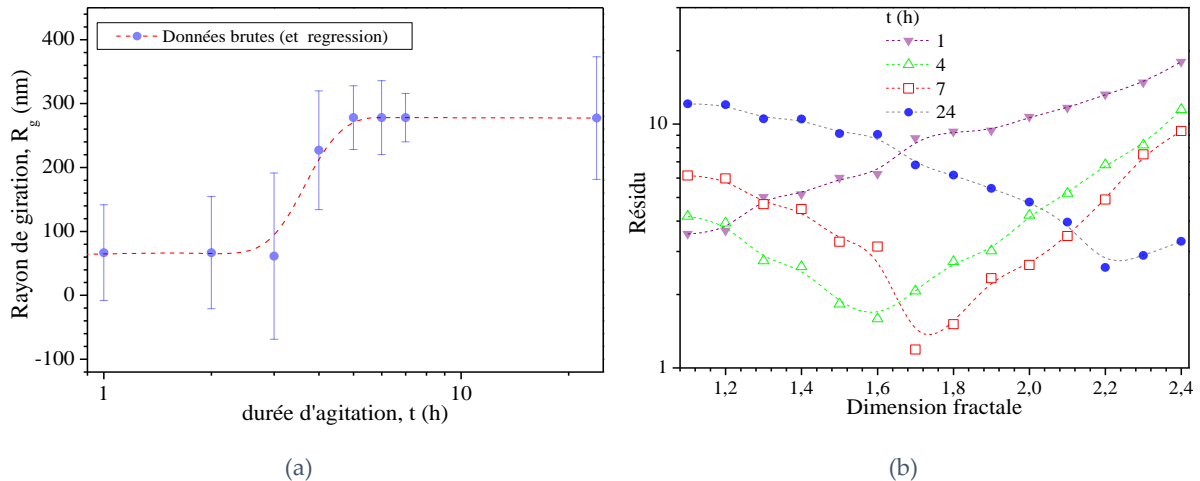 Données brutes (et regression)
Rayon de giration, R_g (nm)
400
300
200
100
0
-100
1
10
durée d'agitation, t (h)
(a)
t (h)
1
4
7
24
Résidu
10
1
1,2
1,4
1,6
1,8
2,0
2,2
2,4
Dimension fractale
(b)